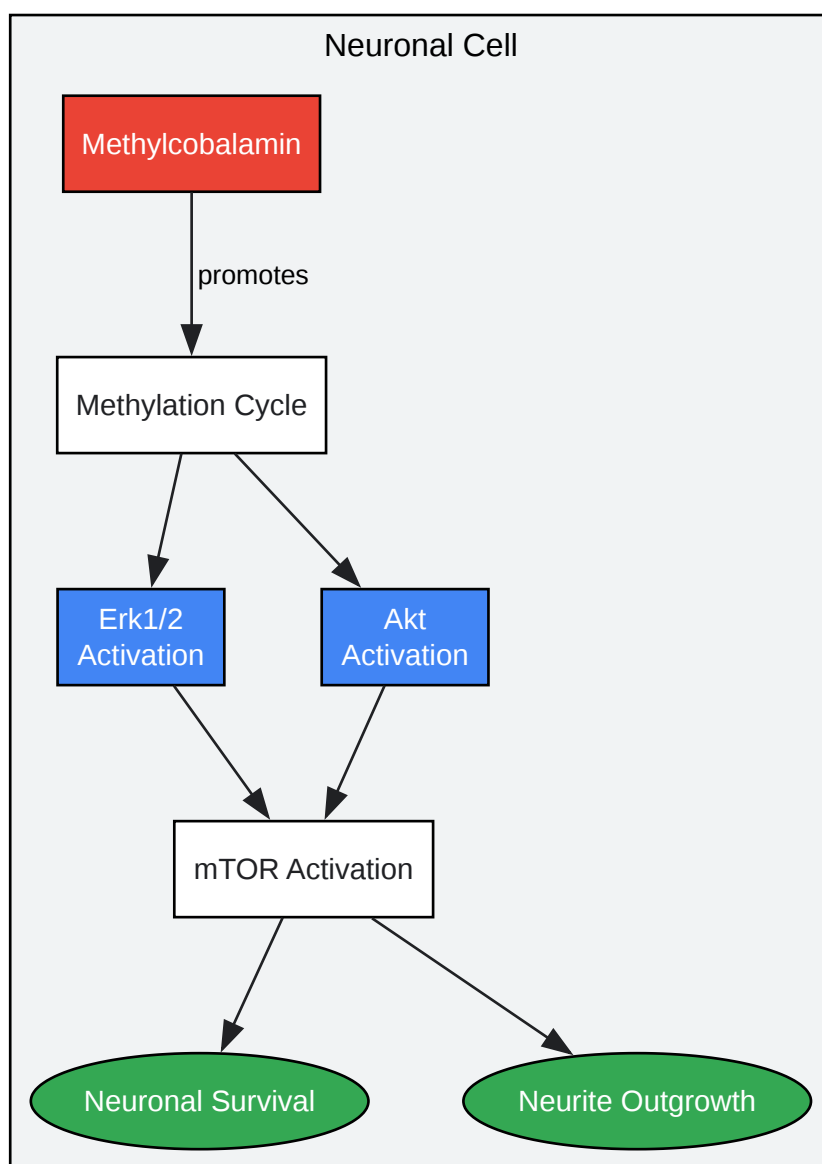 Neuronal Cell
Methylcobalamin
promotes
Methylation Cycle
Erk1/2
Activation
Akt
Activation
mTOR Activation
Neuronal Survival
Neurite Outgrowth